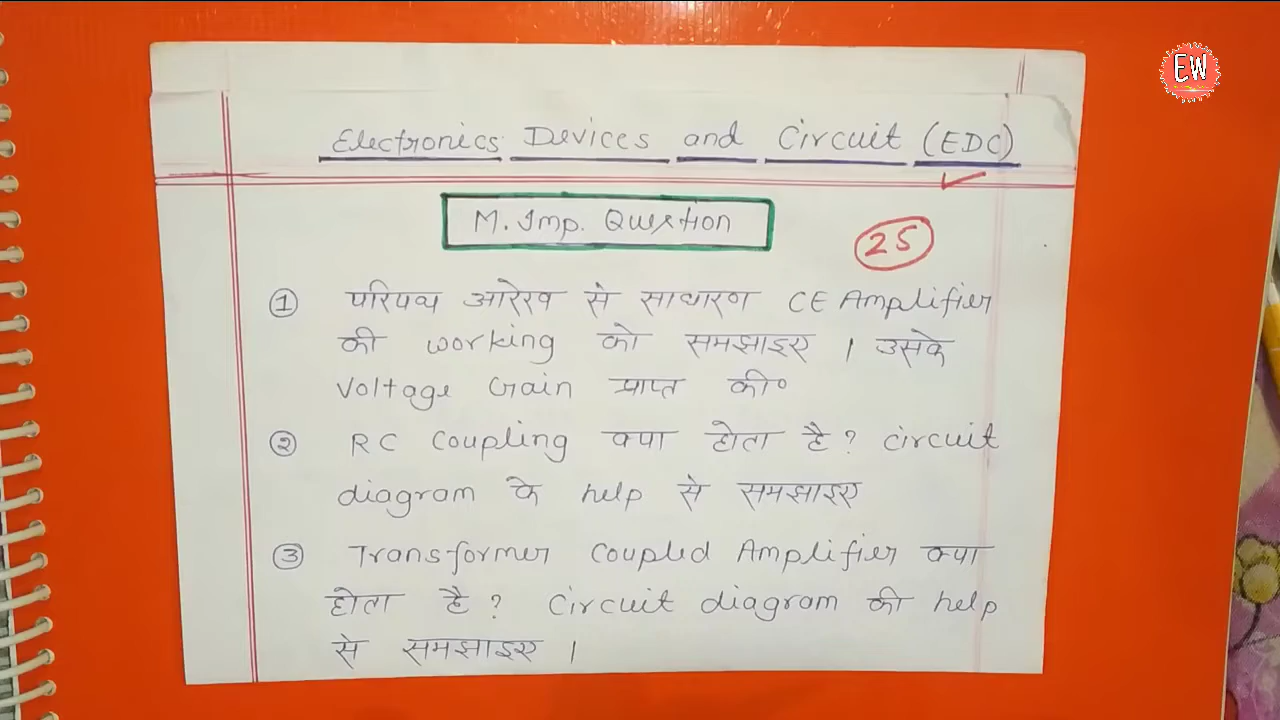 EW
Electronics Devices and Circuit (EDC)
M. Imp. Question
25
① परिपथ आरेख से साधारण CE Amplifier
की working को समझाइए । उसके
Voltage Gain प्राप्त की०
② RC Coupling क्या होता है? Circuit
diagram के help से समझाइए
③ Transformer Coupled Amplifier क्या
होता है? Circuit diagram की help
से समझाइए ।